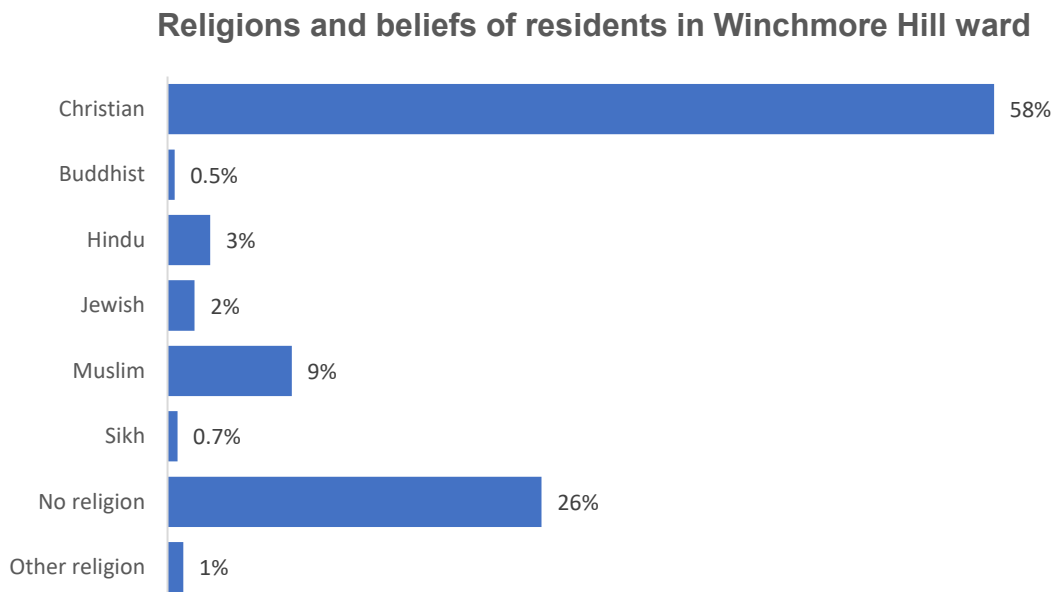 Religions and beliefs of residents in Winchmore Hill ward
Christian 58%
Buddhist 0.5%
Hindu 3%
Jewish 2%
Muslim 9%
Sikh 0.7%
No religion 26%
Other religion 1%